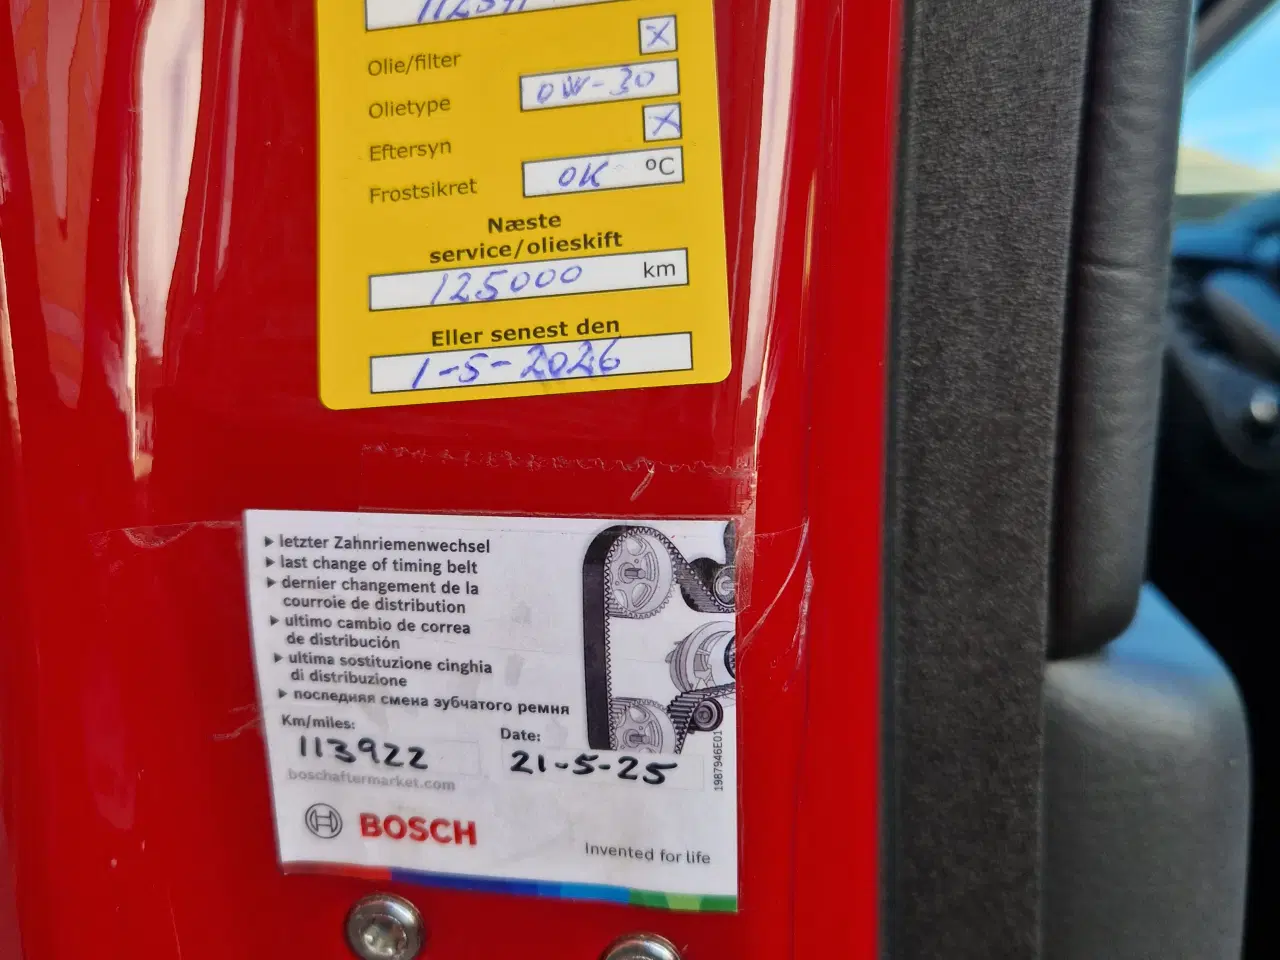 Olie/filter X
Olietype 0W-30
Eftersyn X
Frostsikret OK °C
Næste
service/olieskift
125000 km
Eller senest den
1-5-2026
▸ letzter Zahnriemenwechsel
▸ last change of timing belt
▸ dernier changement de la
courroie de distribution
▸ ultimo cambio de correa
de distribución
▸ ultima sostituzione cinghia
di distribuzione
▸ последняя смена зубчатого ремня
Km/miles: Date:
113922 21-5-25
boschaftermarket.com
1987946E01
BOSCH
Invented for life